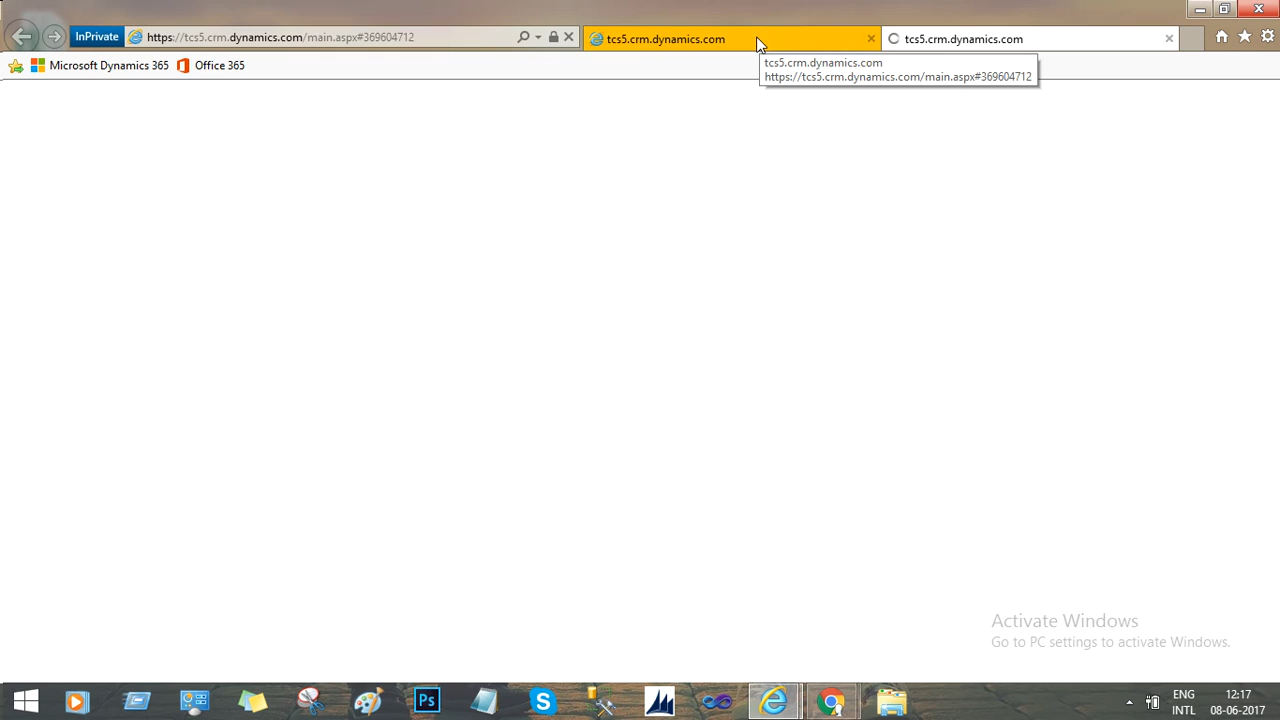 InPrivate
https://tcs5.crm.dynamics.com/main.aspx#369604712
tcs5.crm.dynamics.com
tcs5.crm.dynamics.com
Microsoft Dynamics 365
Office 365
tcs5.crm.dynamics.com
https://tcs5.crm.dynamics.com/main.aspx#369604712
Activate Windows
Go to PC settings to activate Windows.
Ps
S
ENG
INTL
12:17
08-06-2017